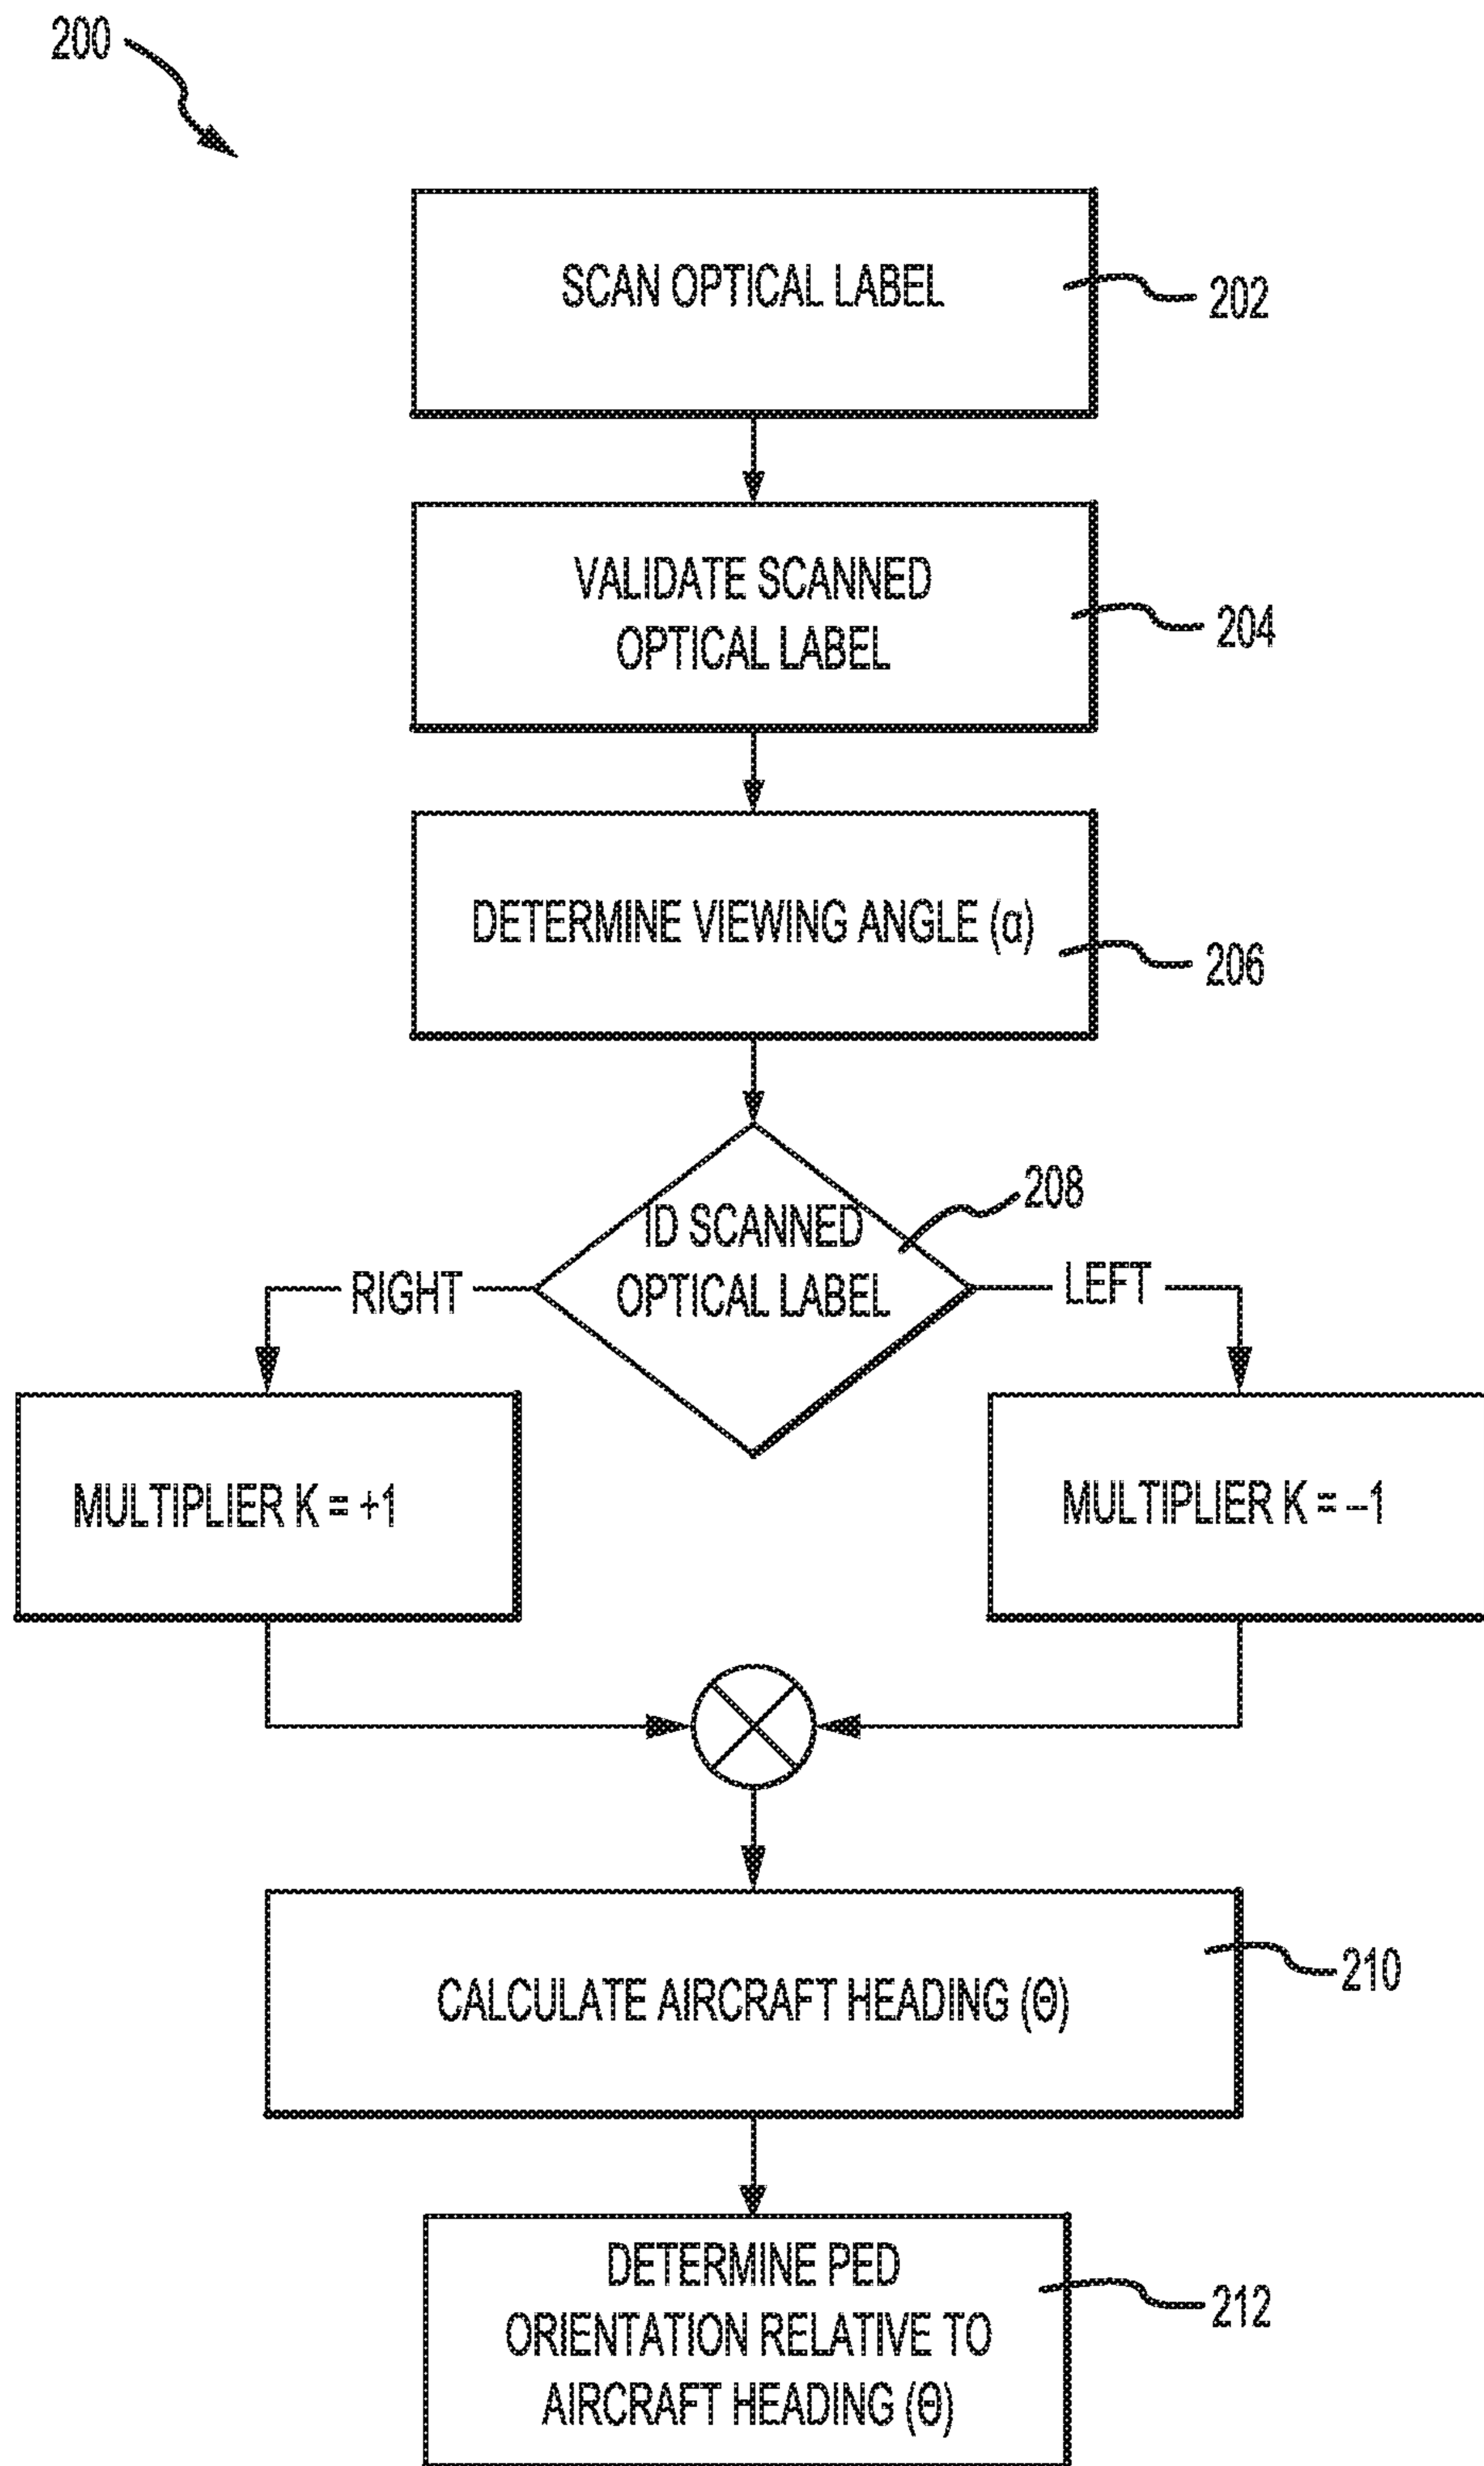 200
SCAN OPTICAL LABEL
202
VALIDATE SCANNED
OPTICAL LABEL
204
DETERMINE VIEWING ANGLE (α)
206
208
ID SCANNED
OPTICAL LABEL
RIGHT
LEFT
MULTIPLIER K = +1
MULTIPLIER K = –1
CALCULATE AIRCRAFT HEADING (Θ)
210
DETERMINE PED
ORIENTATION RELATIVE TO
AIRCRAFT HEADING (Θ)
212